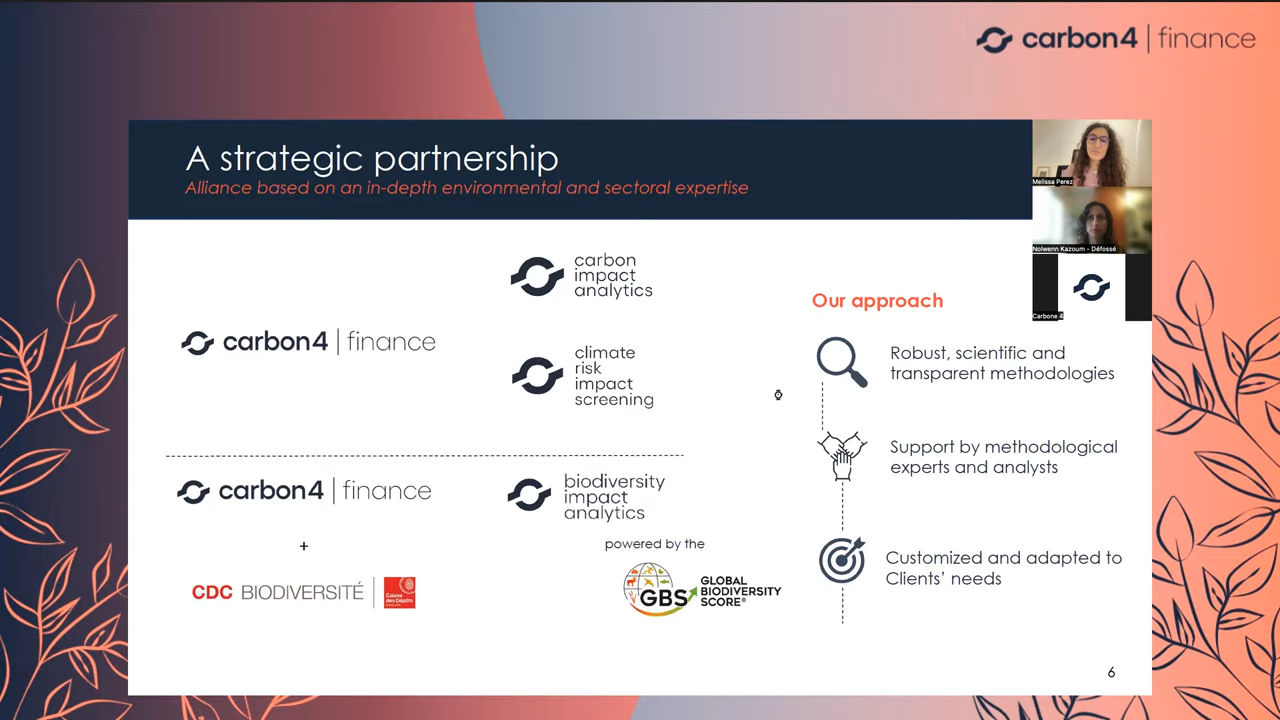 carbon4 | finance
A strategic partnership
Alliance based on an in-depth environmental and sectoral expertise
Melissa Perez
Nolwenn Kazoum - Défossé
Carbone 4
carbon
impact
analytics
carbon4 | finance
climate
risk
impact
screening
carbon4 | finance
biodiversity
impact
analytics
+
powered by the
CDC BIODIVERSITÉ
Caisse
des Dépôts
GBS
GLOBAL
BIODIVERSITY
SCORE®
Our approach
Robust, scientific and
transparent methodologies
Support by methodological
experts and analysts
Customized and adapted to
Clients' needs
6